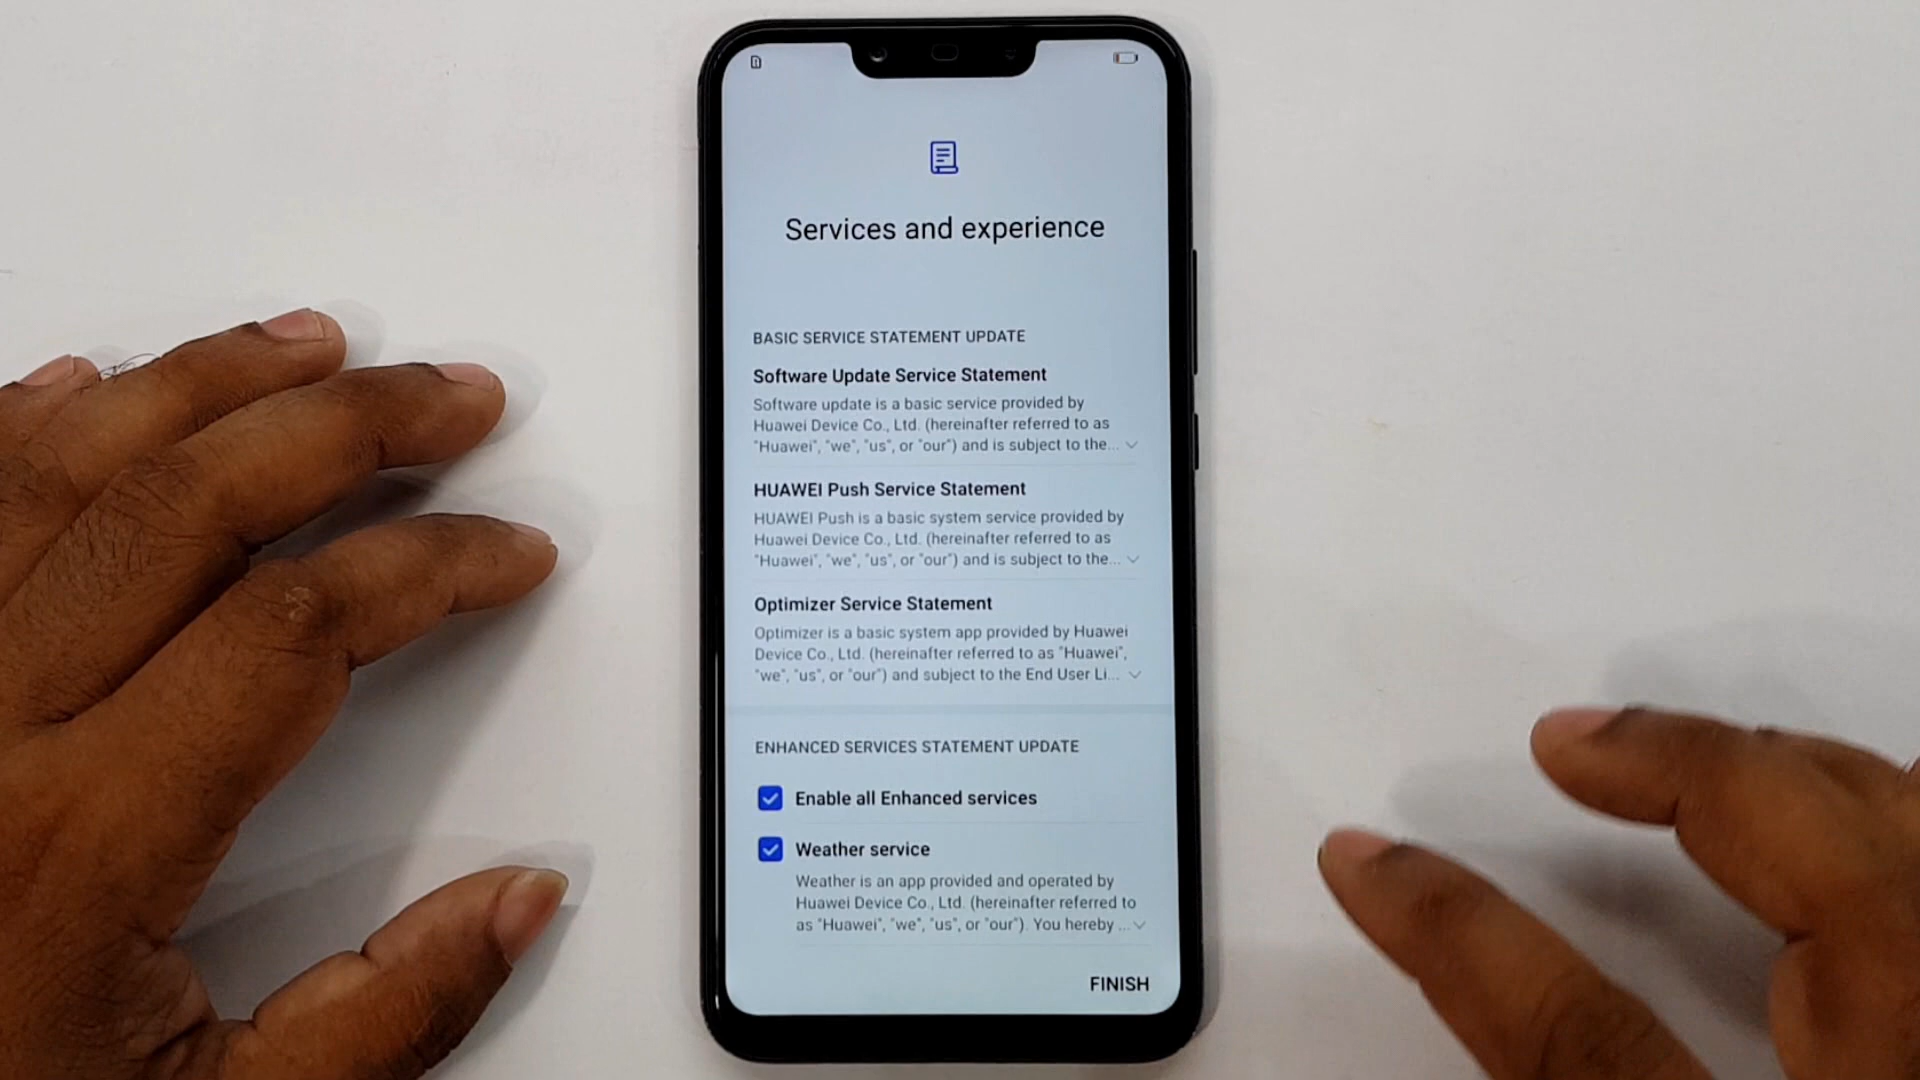 Services and experience
BASIC SERVICE STATEMENT UPDATE
Software Update Service Statement
Software update is a basic service provided by
Huawei Device Co., Ltd. (hereinafter referred to as
"Huawei", "we", "us", or "our") and is subject to the...
HUAWEI Push Service Statement
HUAWEI Push is a basic system service provided by
Huawei Device Co., Ltd. (hereinafter referred to as
"Huawei", "we", "us", or "our") and is subject to the...
Optimizer Service Statement
Optimizer is a basic system app provided by Huawei
Device Co., Ltd. (hereinafter referred to as "Huawei",
"we", "us", or "our") and subject to the End User Li...
ENHANCED SERVICES STATEMENT UPDATE
Enable all Enhanced services
Weather service
Weather is an app provided and operated by
Huawei Device Co., Ltd. (hereinafter referred to
as "Huawei", "we", "us", or "our"). You hereby ...
FINISH